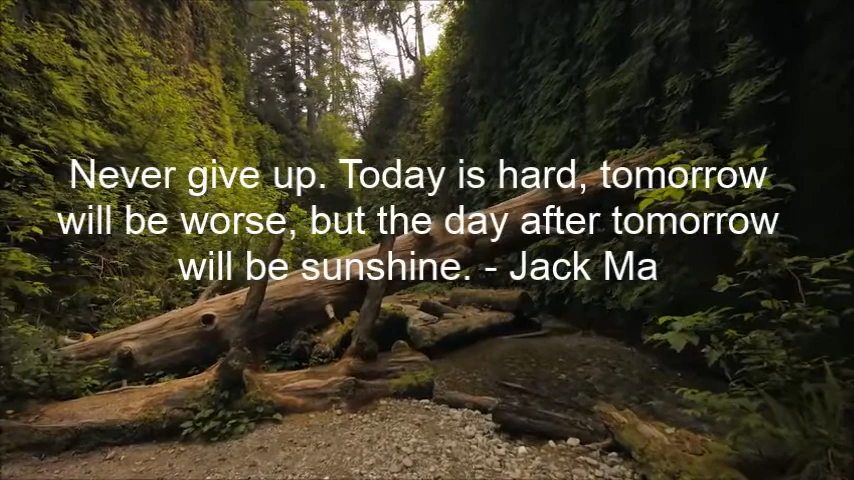 Never give up. Today is hard, tomorrow
will be worse, but the day after tomorrow
will be sunshine. - Jack Ma